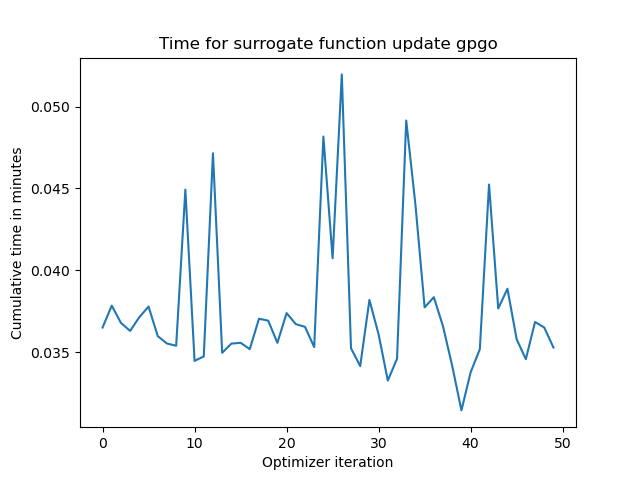 Time for surrogate function update gpgo
0.050
0.045
0.040
0.035
Cumulative time in minutes
0 10 20 30 40 50
Optimizer iteration